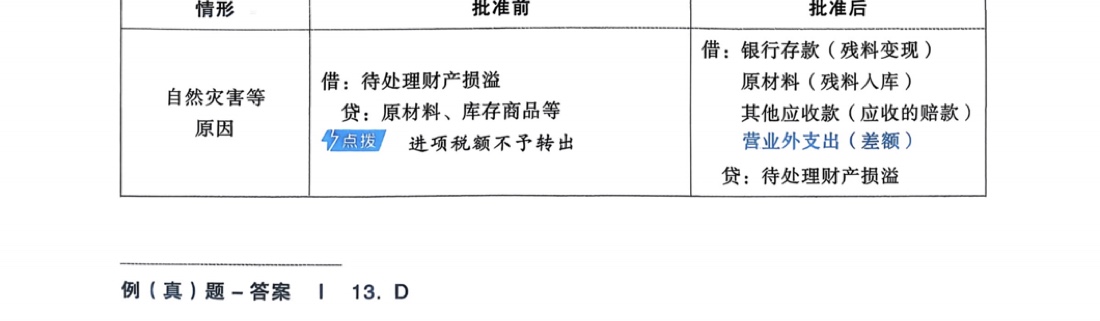 情形
批准前
批准后
自然灾害等
原因
借：待处理财产损溢
贷：原材料、库存商品等
点拨 进项税额不予转出
借：银行存款（残料变现）
原材料（残料入库）
其他应收款（应收的赔款）
营业外支出（差额）
贷：待处理财产损溢
例（真）题－答案 | 13. D